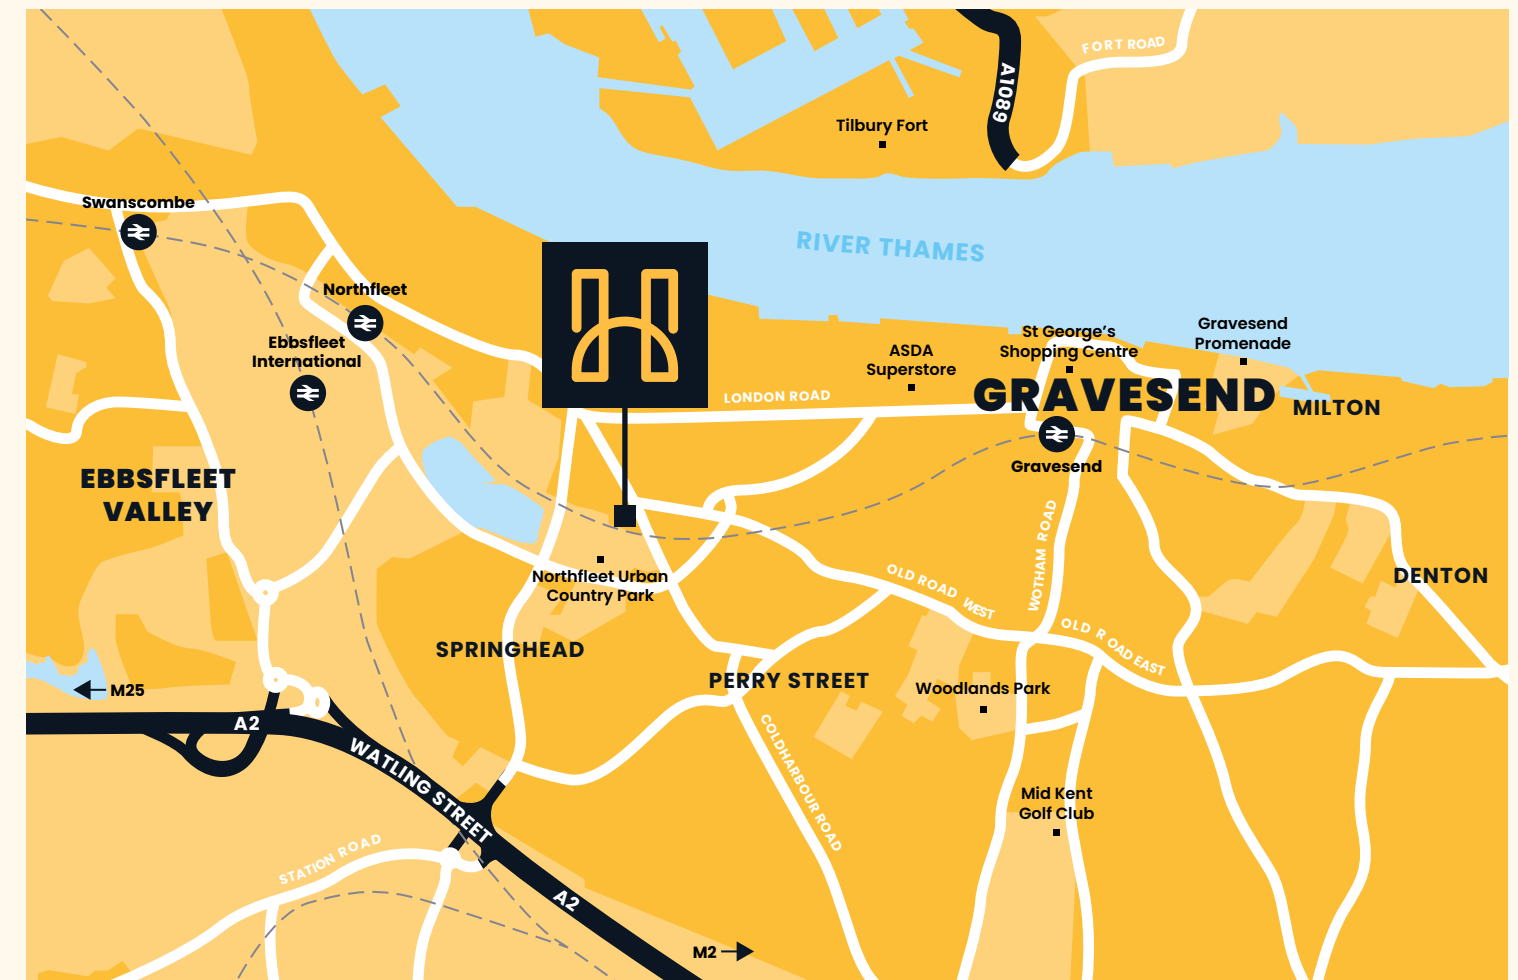 FORT ROAD
A1089
Tilbury Fort
Swanscombe
RIVER THAMES
Northfleet
Ebbsfleet
International
St George's
Shopping Centre
Gravesend
Promenade
ASDA
Superstore
LONDON ROAD
GRAVESEND
MILTON
Gravesend
EBBSFLEET
VALLEY
WOTHAM ROAD
Northfleet Urban
Country Park
OLD ROAD WEST
DENTON
OLD ROAD EAST
SPRINGHEAD
PERRY STREET
Woodlands Park
M25
A2
WATLING STREET
COLDHARBOUR ROAD
Mid Kent
Golf Club
STATION ROAD
A2
M2